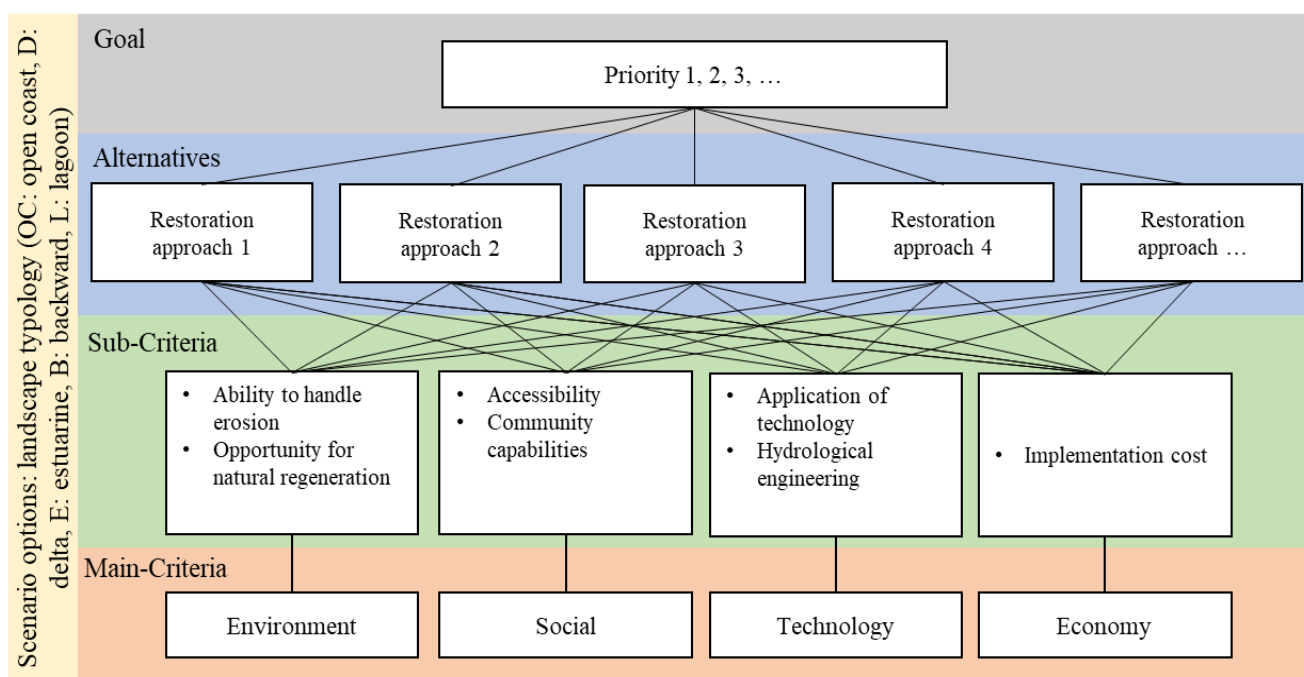 Scenario options: landscape typology (OC: open coast, D:
delta, E: estuarine, B: backward, L: lagoon)
Goal
Priority 1, 2, 3, …
Alternatives
Restoration
approach 1
Restoration
approach 2
Restoration
approach 3
Restoration
approach 4
Restoration
approach …
Sub-Criteria
• Ability to handle
erosion
• Opportunity for
natural regeneration
• Accessibility
• Community
capabilities
• Application of
technology
• Hydrological
engineering
• Implementation cost
Main-Criteria
Environment
Social
Technology
Economy